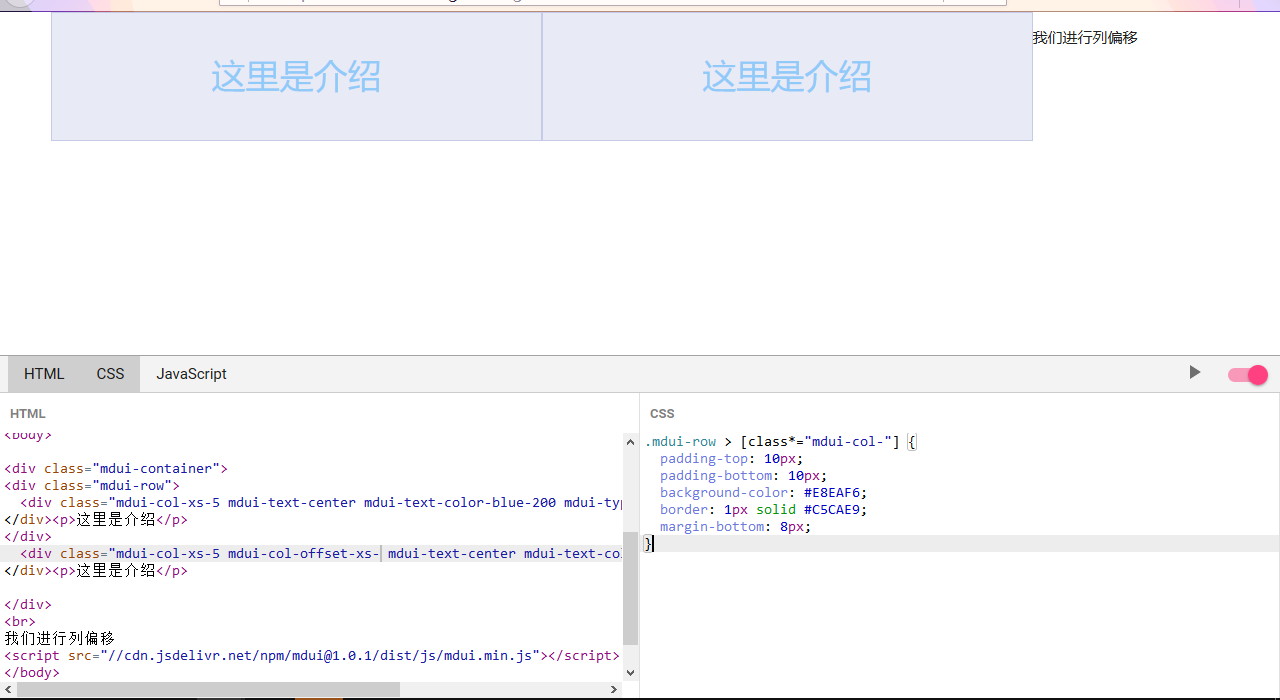 这里是介绍
这里是介绍
我们进行列偏移
HTML
CSS
JavaScript
HTML
<body>
<div class="mdui-container">
<div class="mdui-row">
<div class="mdui-col-xs-5 mdui-text-center mdui-text-color-blue-200 mdui-ty
</div><p>这里是介绍</p>
</div>
<div class="mdui-col-xs-5 mdui-col-offset-xs- mdui-text-center mdui-text-co
</div><p>这里是介绍</p>
</div>
<br>
我们进行列偏移
<script src="//cdn.jsdelivr.net/npm/mdui@1.0.1/dist/js/mdui.min.js"></script>
</body>
CSS
.mdui-row > [class*="mdui-col-"] {
padding-top: 10px;
padding-bottom: 10px;
background-color: #E8EAF6;
border: 1px solid #C5CAE9;
margin-bottom: 8px;
}